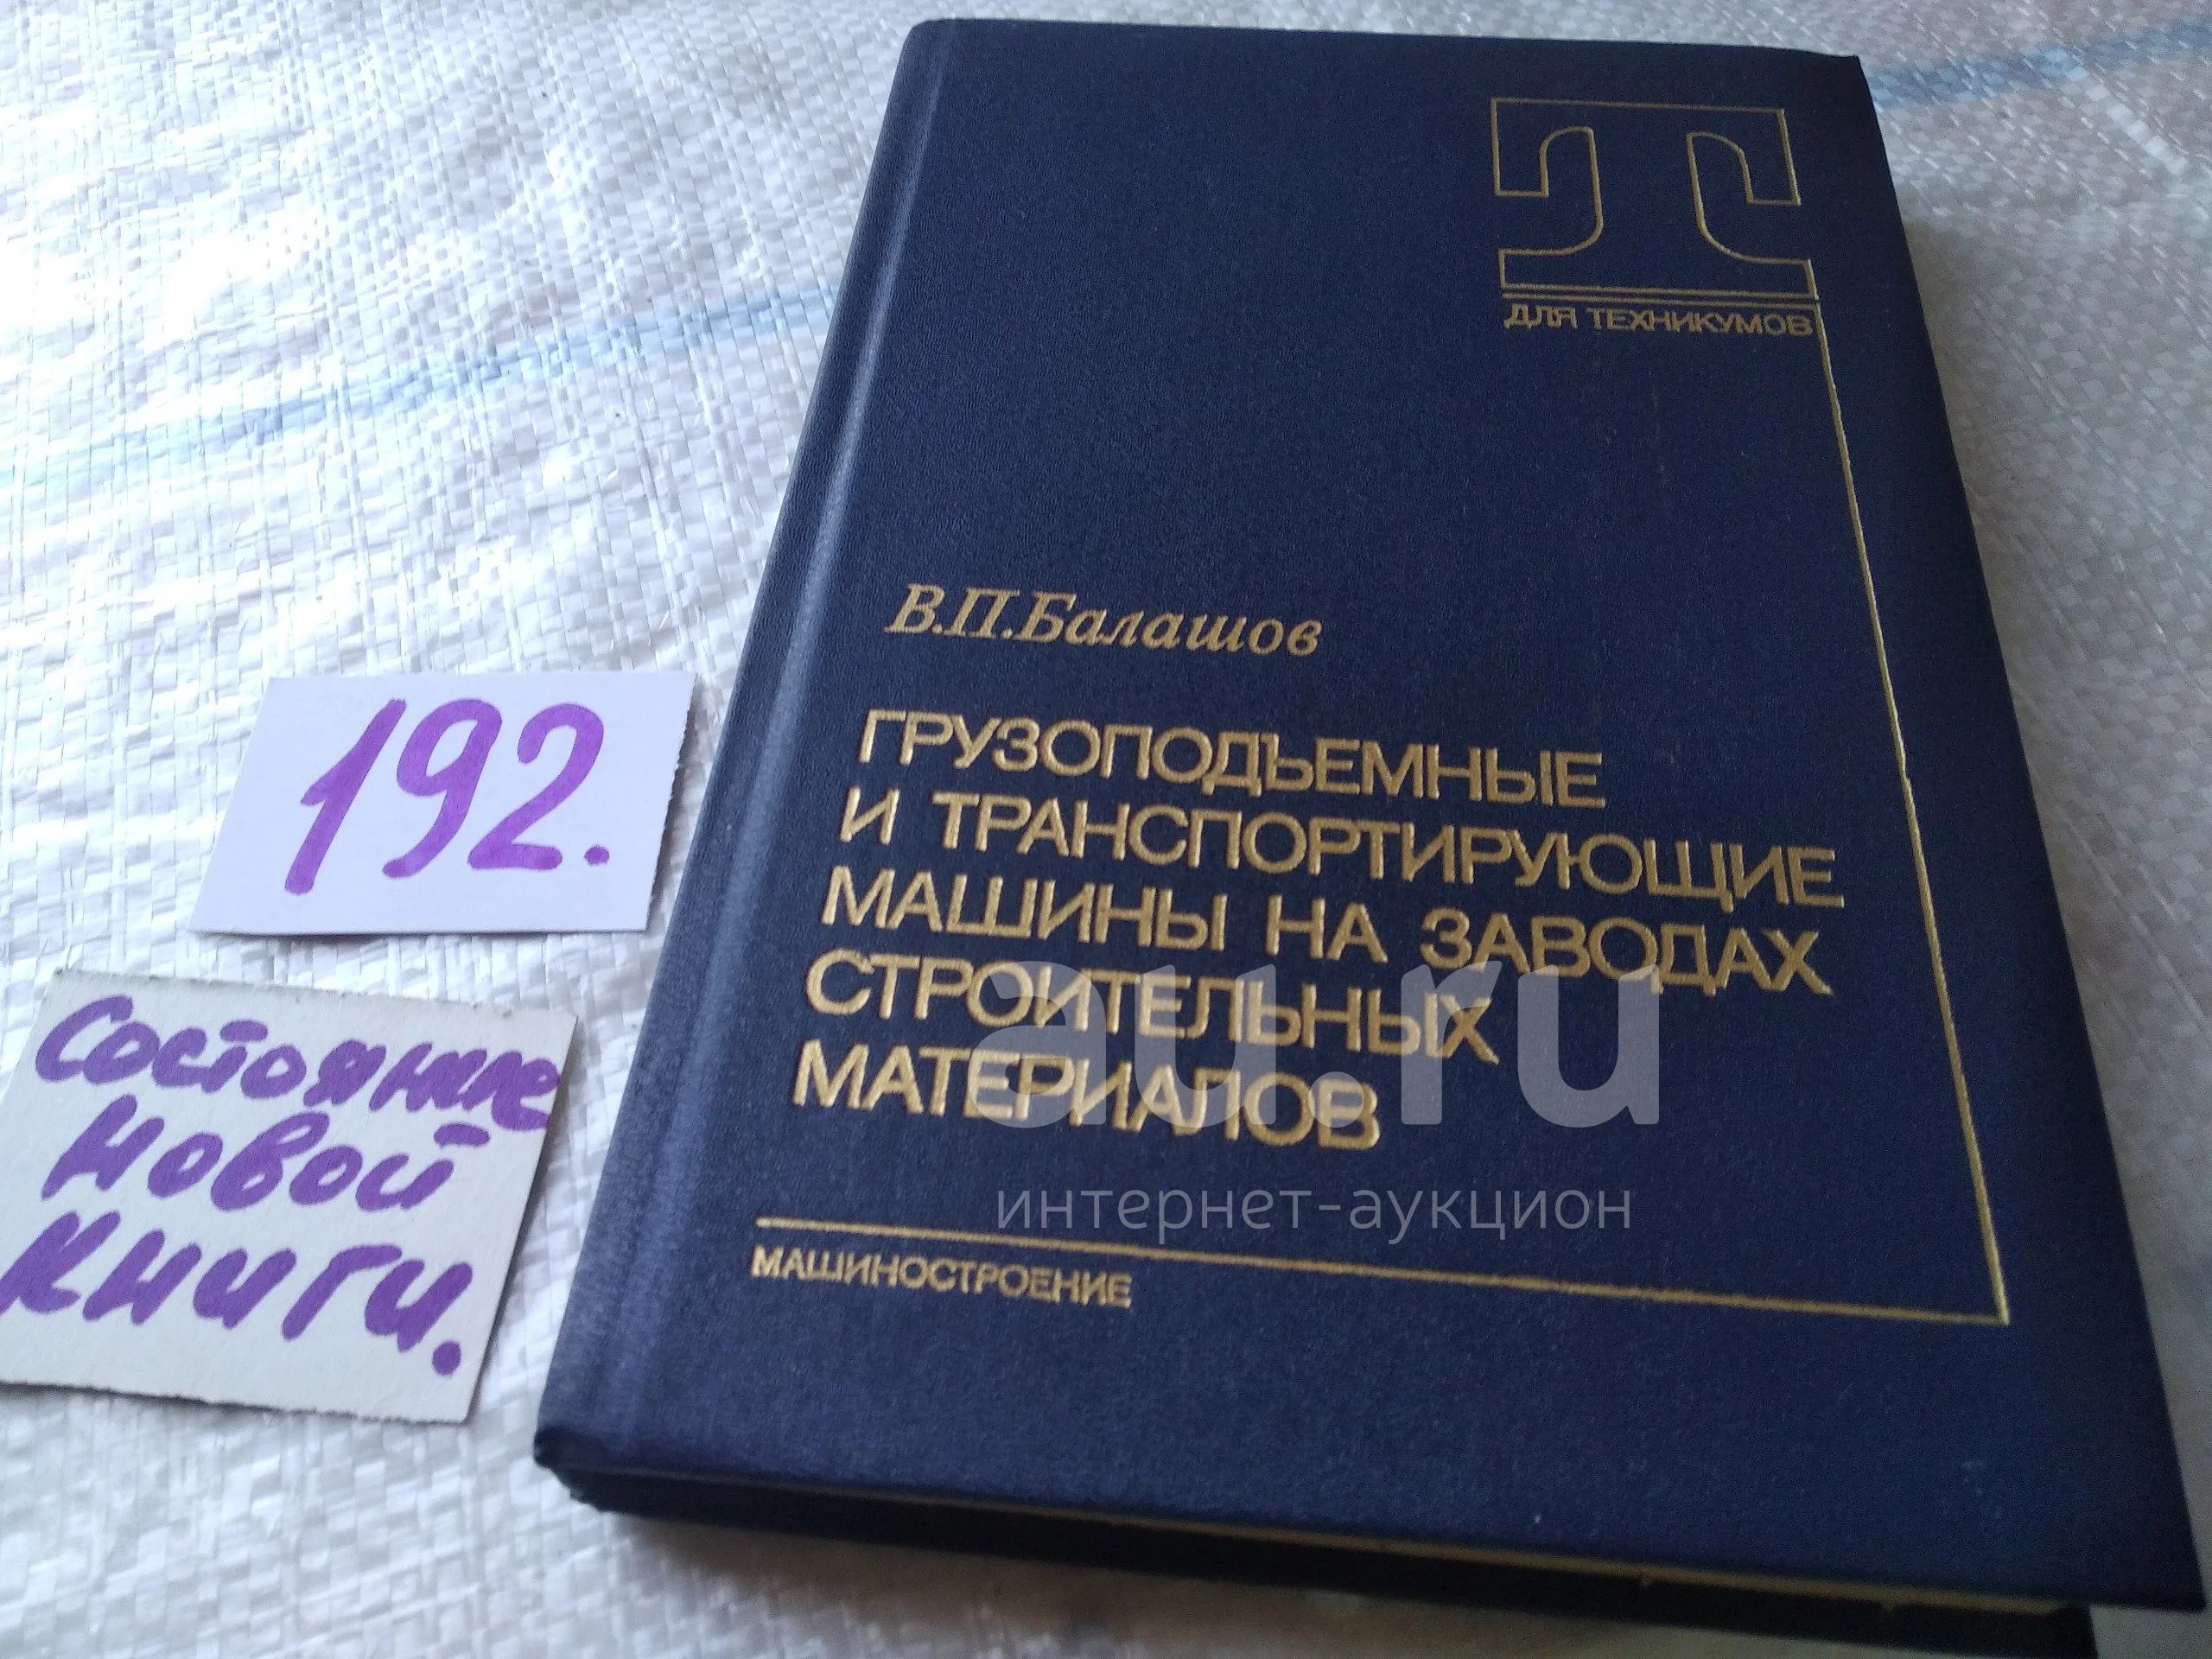 Т
ДЛЯ ТЕХНИКУМОВ
В.П.Балашов
ГРУЗОПОДЪЕМНЫЕ
И ТРАНСПОРТИРУЮЩИЕ
МАШИНЫ НА ЗАВОДАХ
СТРОИТЕЛЬНЫХ
МАТЕРИАЛОВ
МАШИНОСТРОЕНИЕ
192.
Состояние
новой
книги.
au.ru
интернет-аукцион